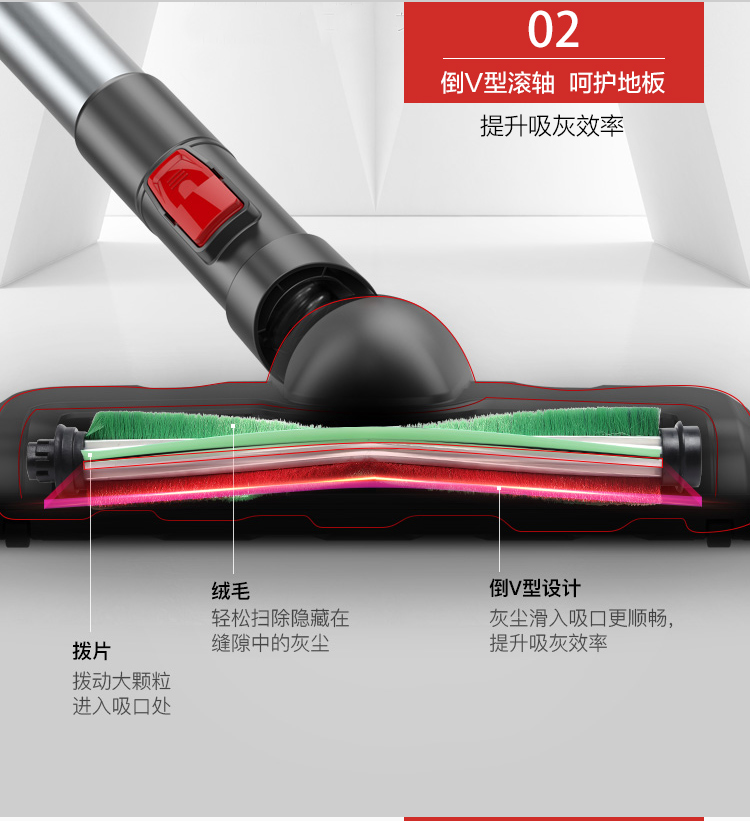 02
倒V型滚轴 呵护地板
提升吸灰效率
绒毛
轻松扫除隐藏在
缝隙中的灰尘
倒V型设计
灰尘滑入吸口更顺畅,
提升吸灰效率
拨片
拨动大颗粒
进入吸口处